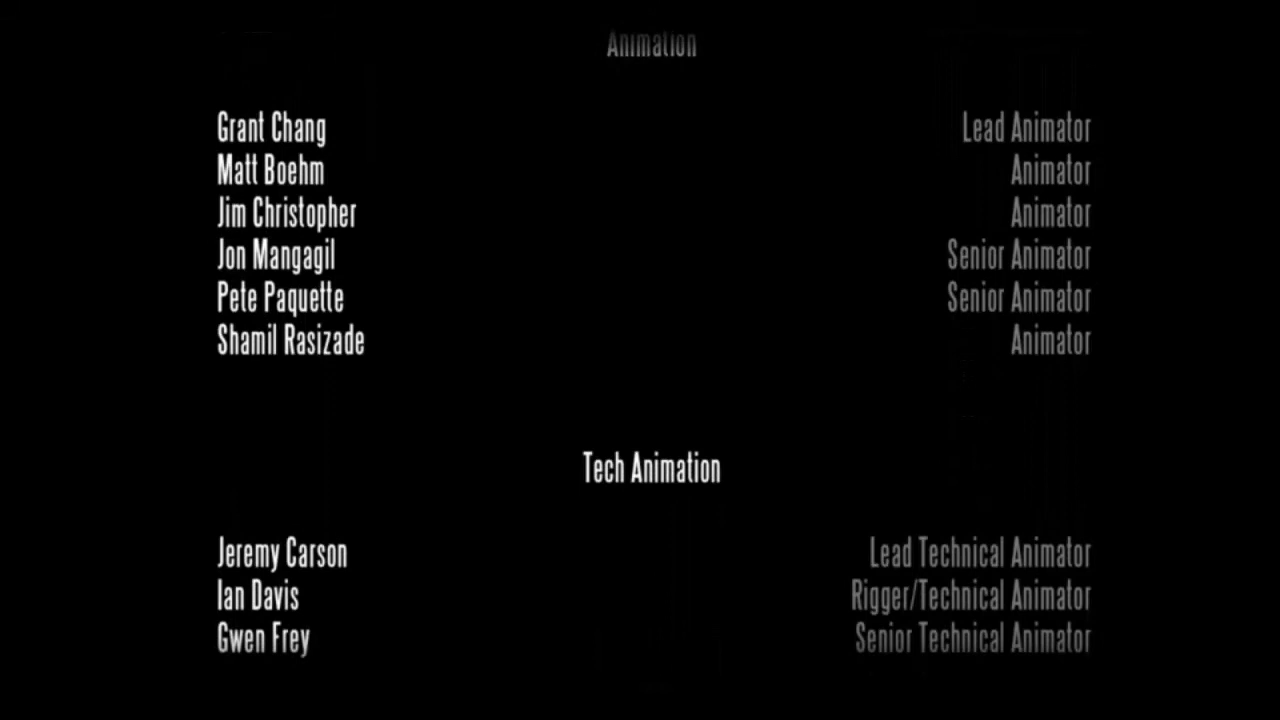 Animation
Grant Chang Lead Animator
Matt Boehm Animator
Jim Christopher Animator
Jon Mangagil Senior Animator
Pete Paquette Senior Animator
Shamil Rasizade Animator
Tech Animation
Jeremy Carson Lead Technical Animator
Ian Davis Rigger/Technical Animator
Gwen Frey Senior Technical Animator